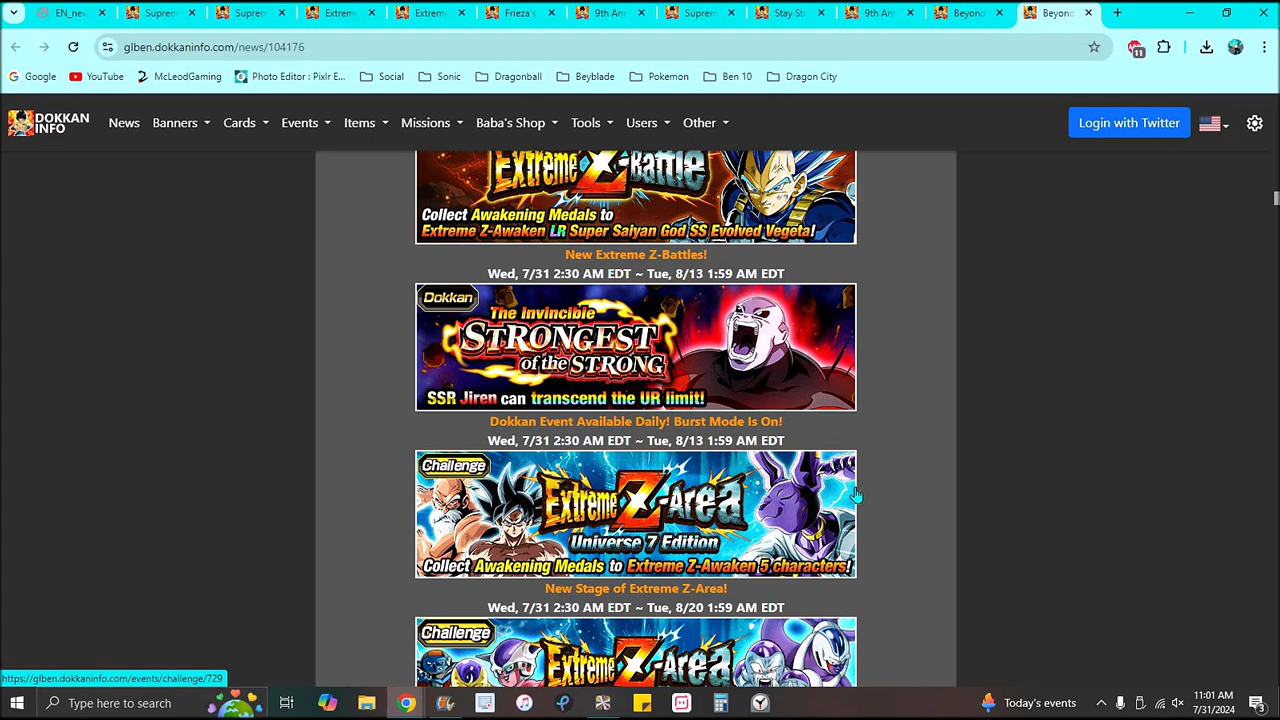 EN_new
Suprem
Suprem
Extreme
Extreme
Frieza's
9th Ann
Suprem
Stay St
9th An
Beyond
Beyond
glben.dokkaninfo.com/news/104176
11
Google
YouTube
McLeodGaming
Photo Editor : Pixlr E...
Social
Sonic
Dragonball
Beyblade
Pokemon
Ben 10
Dragon City
DOKKAN
INFO
News
Banners
Cards
Events
Items
Missions
Baba's Shop
Tools
Users
Other
Login with Twitter
Extreme Z-Battle
Collect Awakening Medals to
Extreme Z-Awaken LR Super Saiyan God SS Evolved Vegeta!
New Extreme Z-Battles!
Wed, 7/31 2:30 AM EDT ~ Tue, 8/13 1:59 AM EDT
Dokkan
The Invincible
STRONGEST
of the STRONG
SSR Jiren can transcend the UR limit!
Dokkan Event Available Daily! Burst Mode Is On!
Wed, 7/31 2:30 AM EDT ~ Tue, 8/13 1:59 AM EDT
Challenge
Extreme Z-Area
Universe 7 Edition
Collect Awakening Medals to Extreme Z-Awaken 5 characters!
New Stage of Extreme Z-Area!
Wed, 7/31 2:30 AM EDT ~ Tue, 8/20 1:59 AM EDT
Challenge
Extreme Z-Area
https://glben.dokkaninfo.com/events/challenge/729
Type here to search
Today's events
11:01 AM
7/31/2024
3